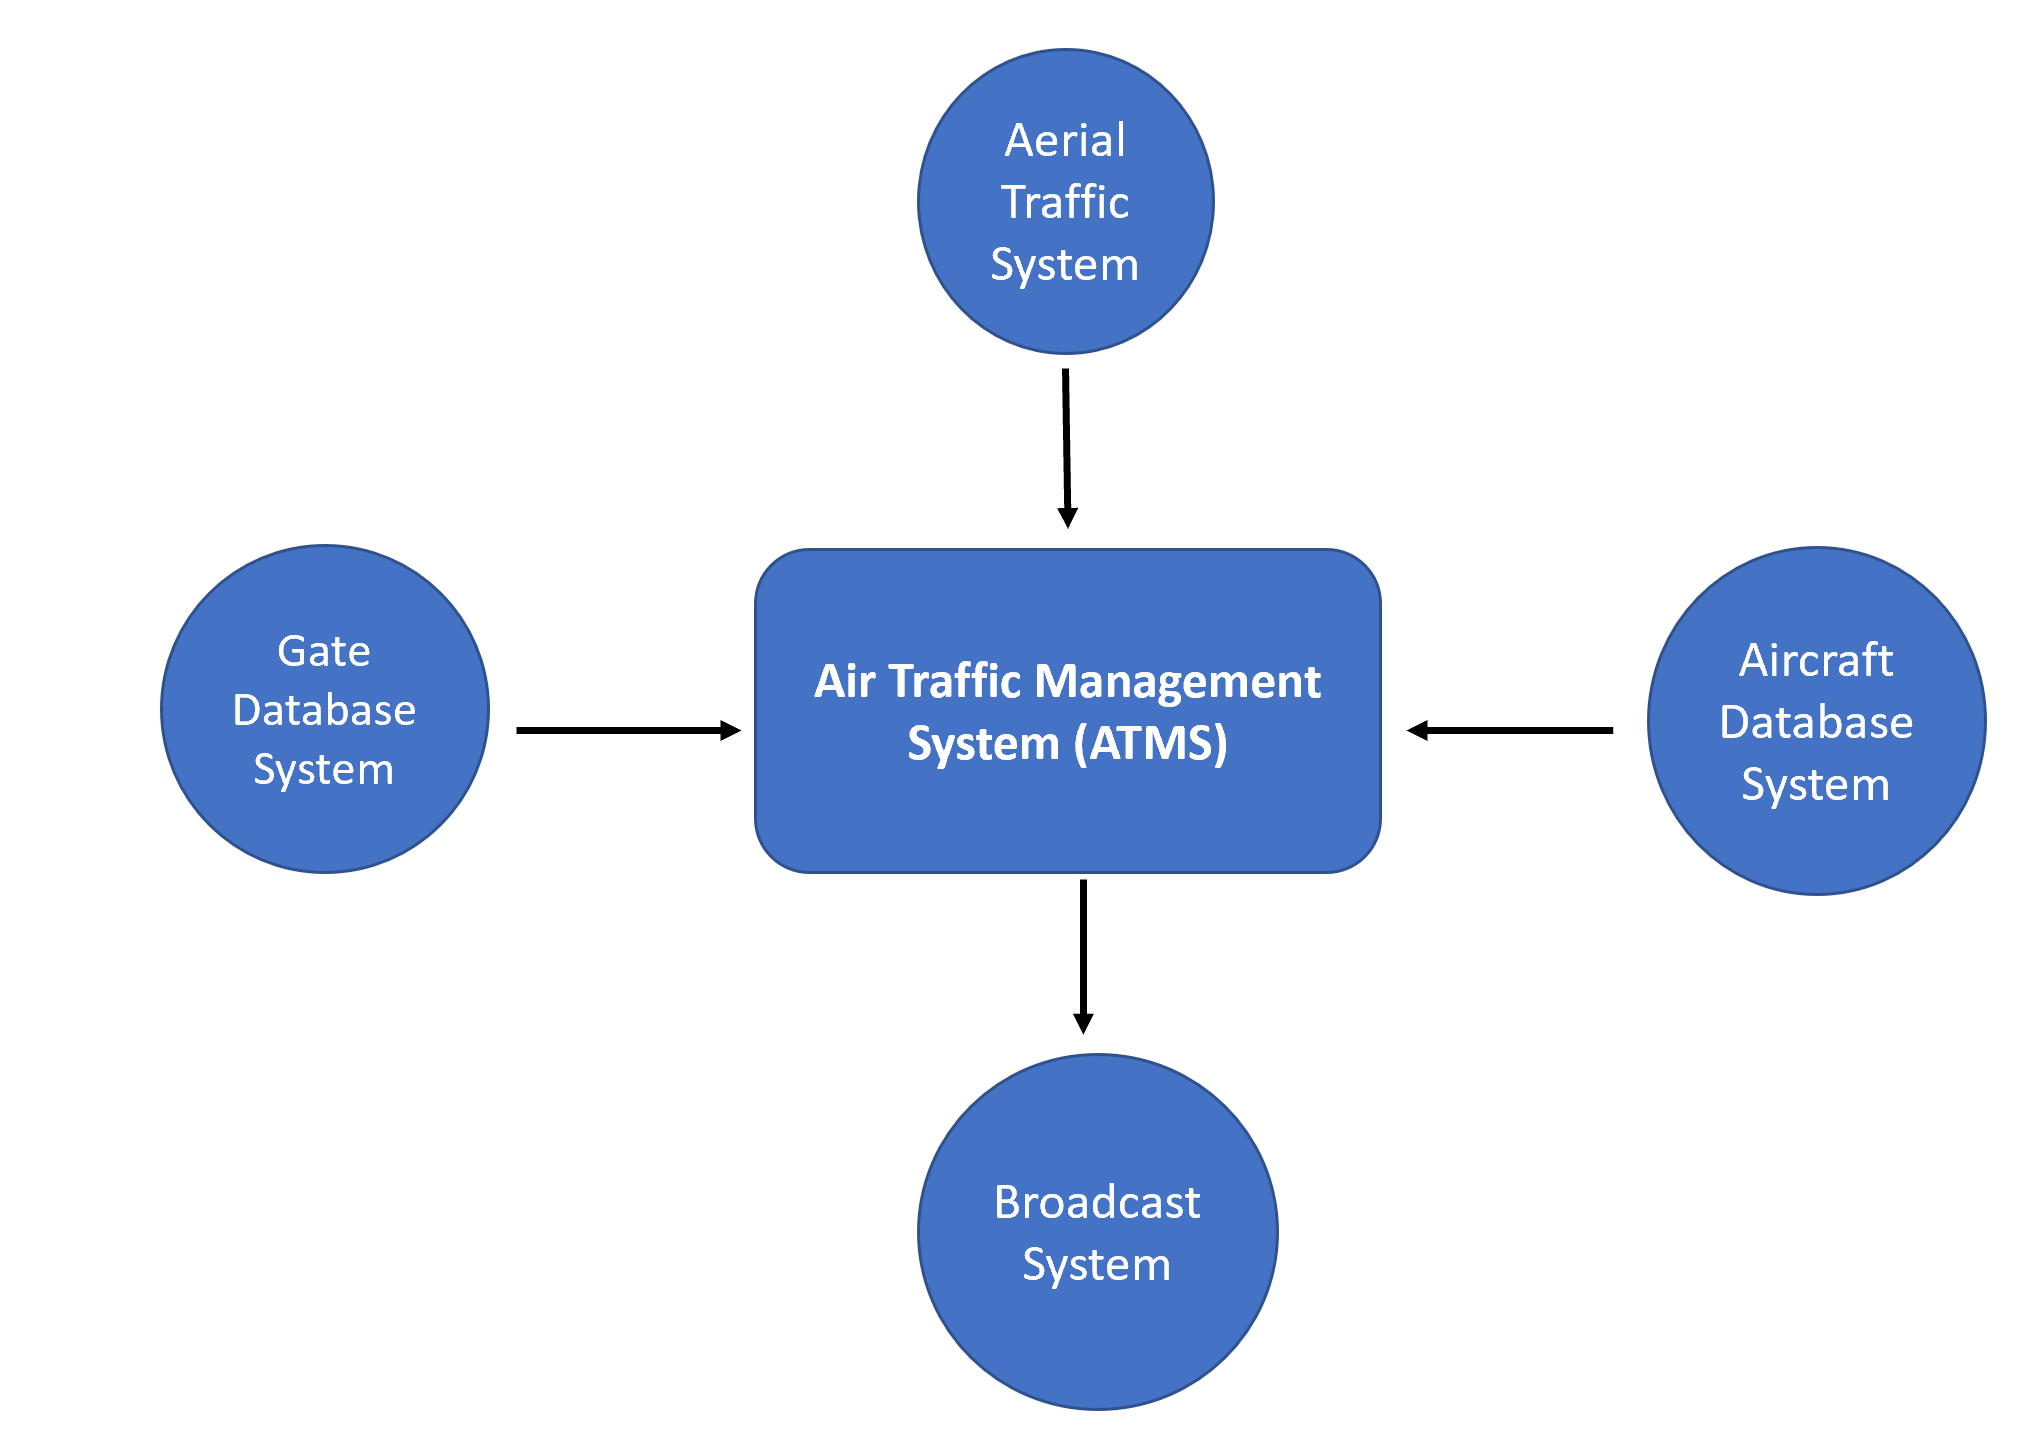 Aerial
Traffic
System
Gate
Database
System
Air Traffic Management
System (ATMS)
Aircraft
Database
System
Broadcast
System